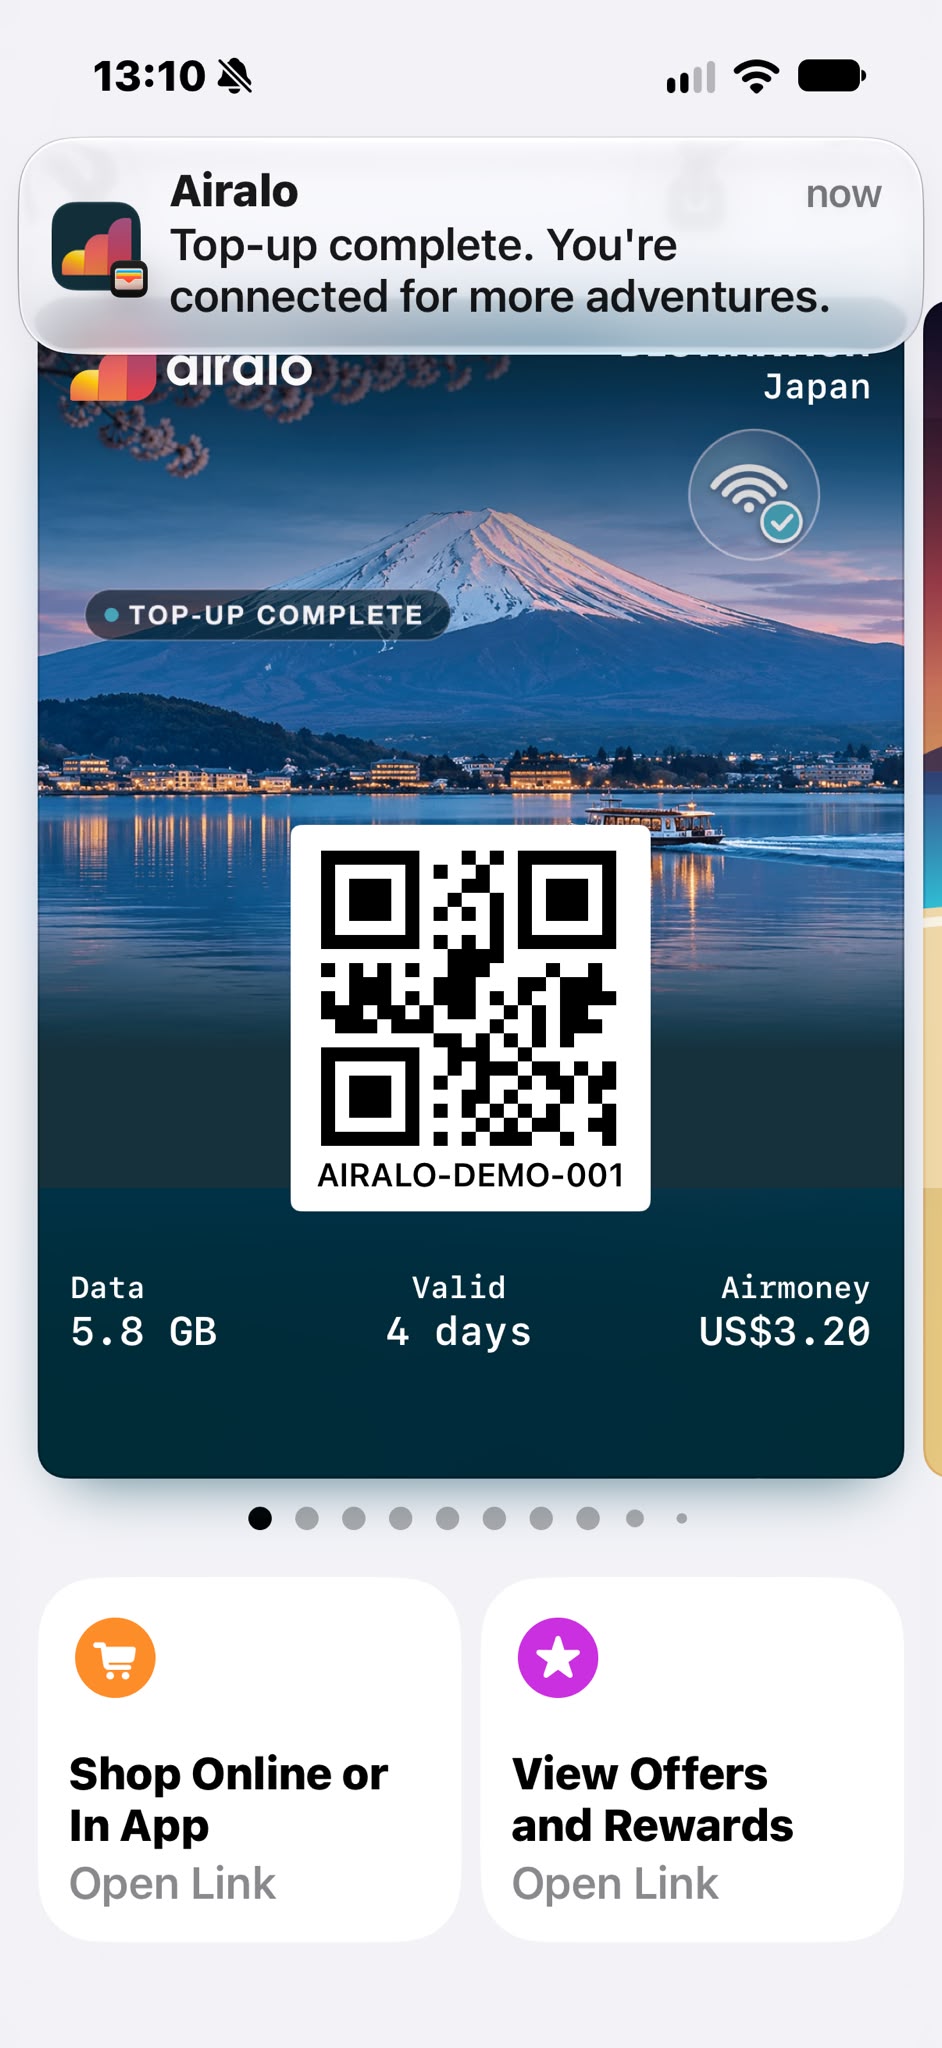 13:10
Airalo
now
Top-up complete. You're
connected for more adventures.
airalo
Japan
TOP-UP COMPLETE
AIRALO-DEMO-001
Data
Valid
Airmoney
5.8 GB
4 days
US$3.20
Shop Online or
In App
Open Link
View Offers
and Rewards
Open Link